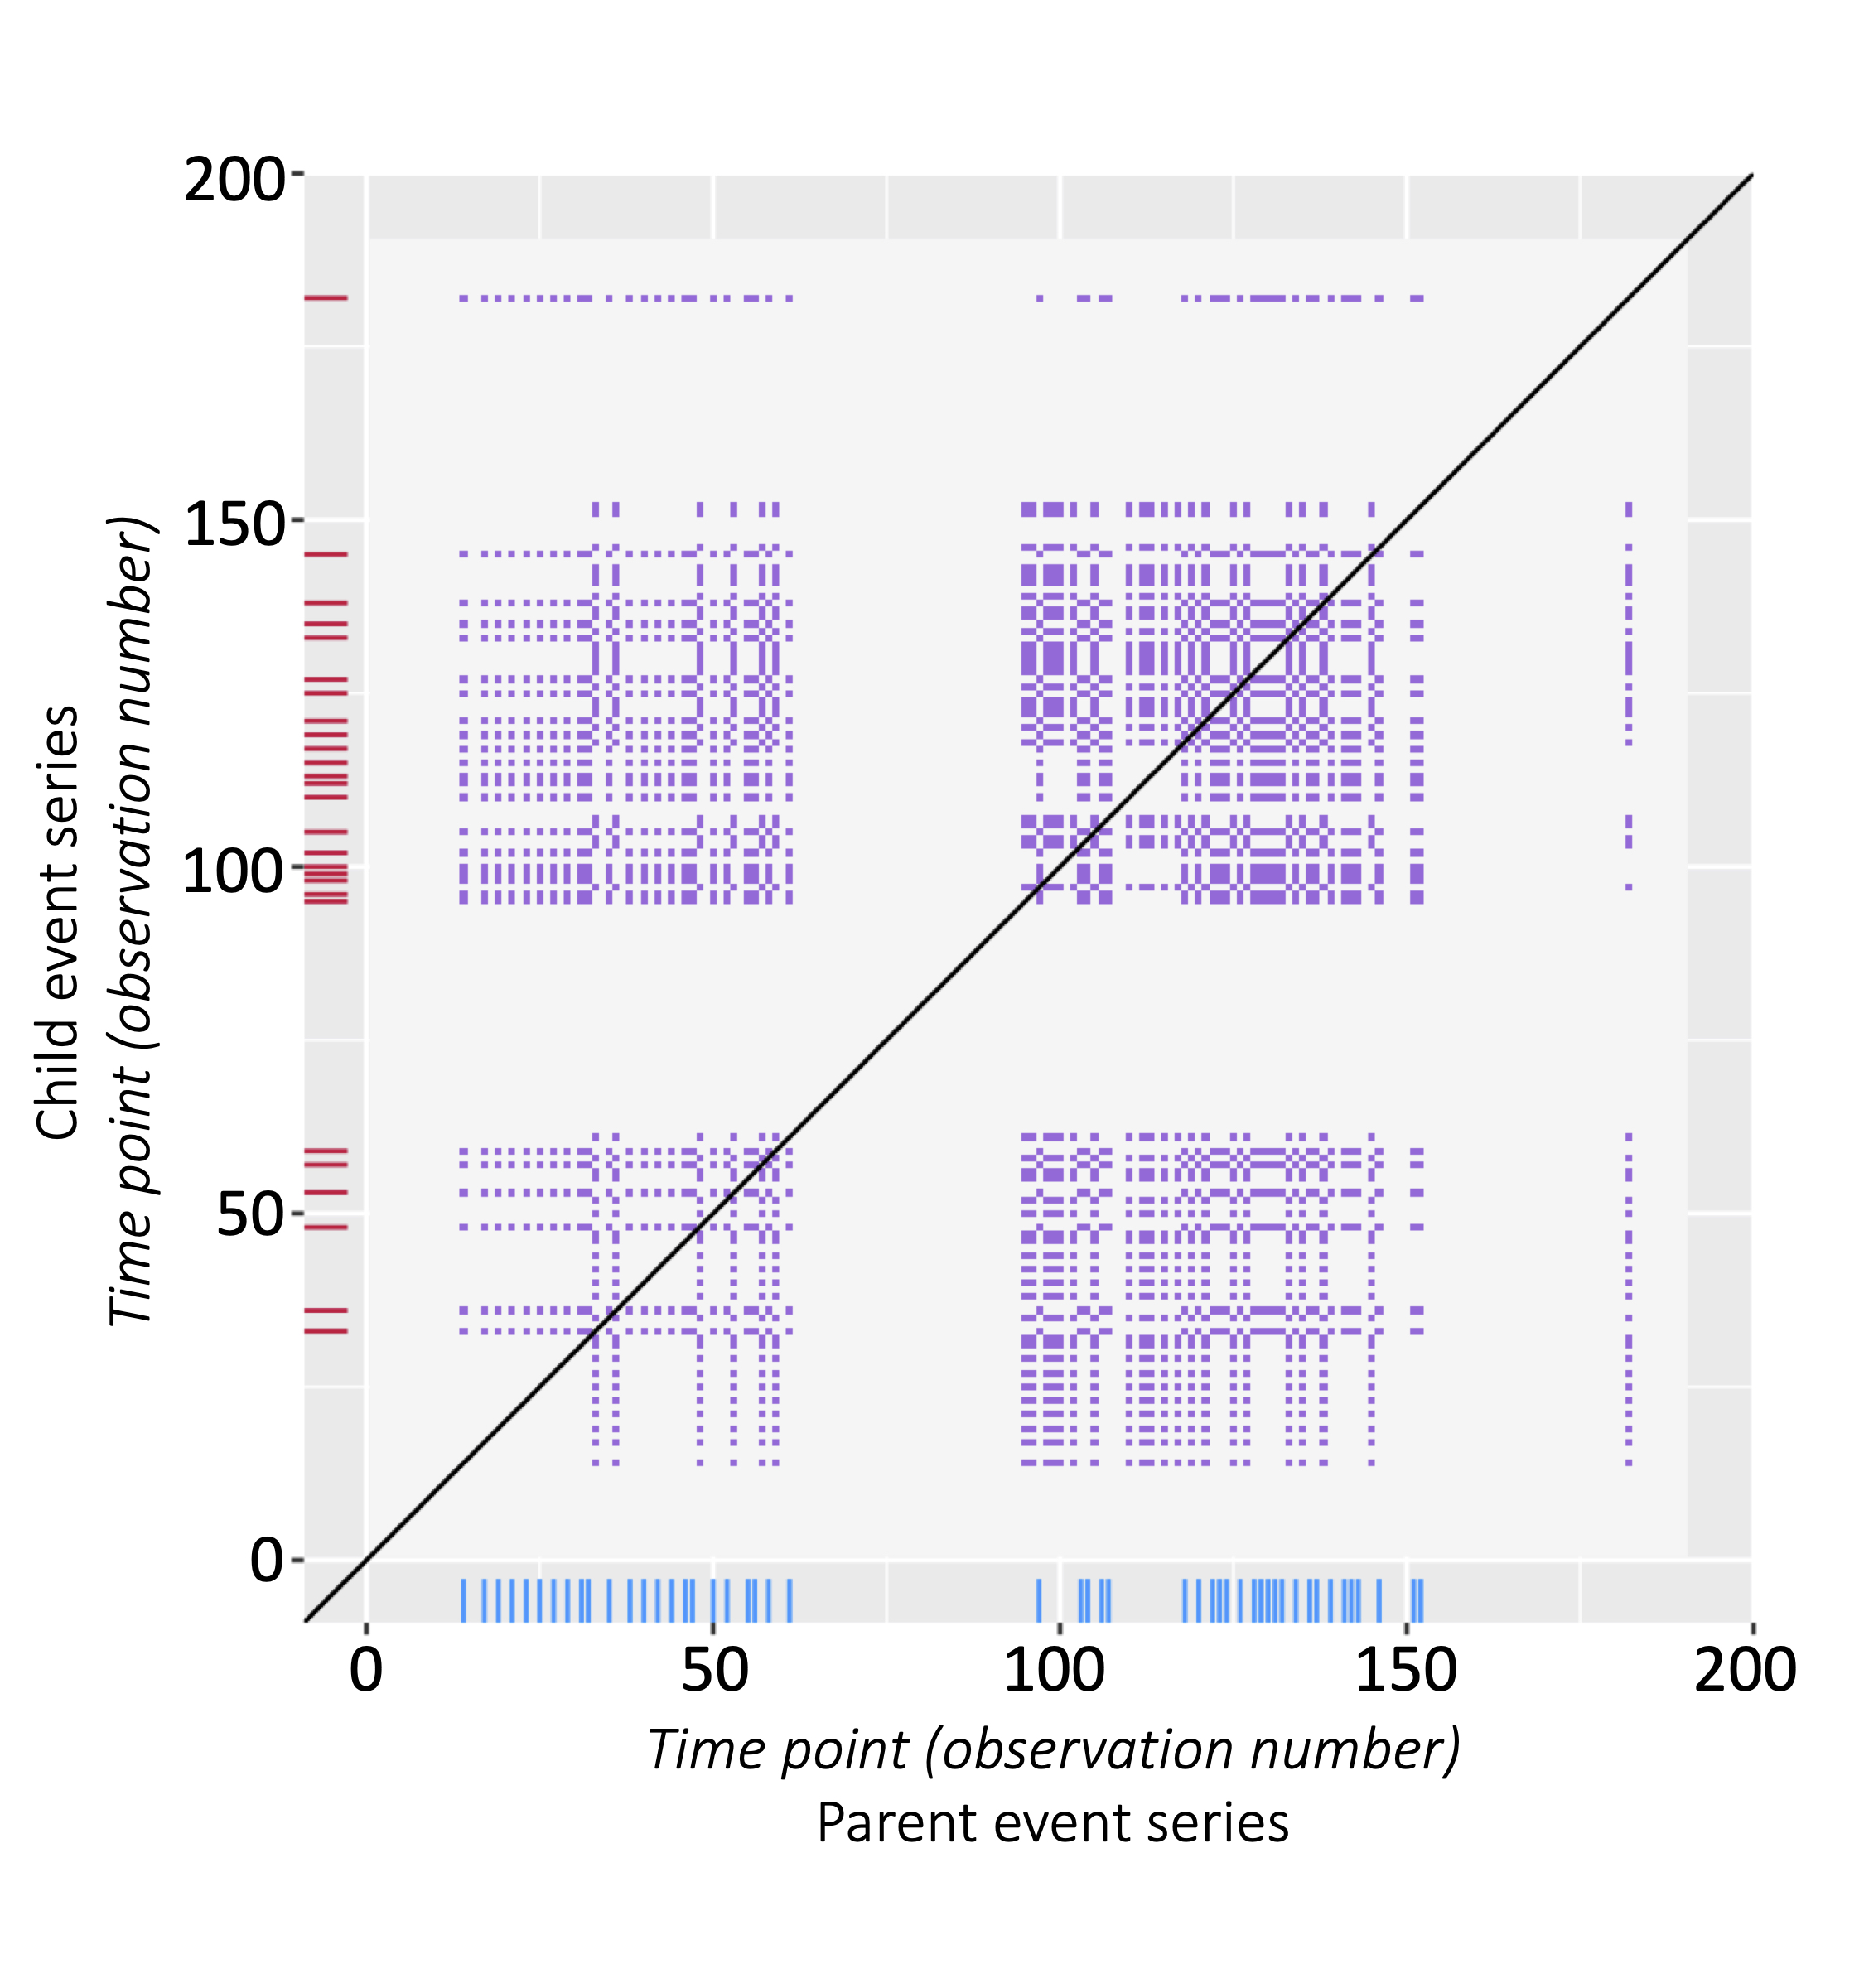 Child event series
Time point (observation number)
200
150
100
50
0
0 50 100 150 200
Time point (observation number)
Parent event series